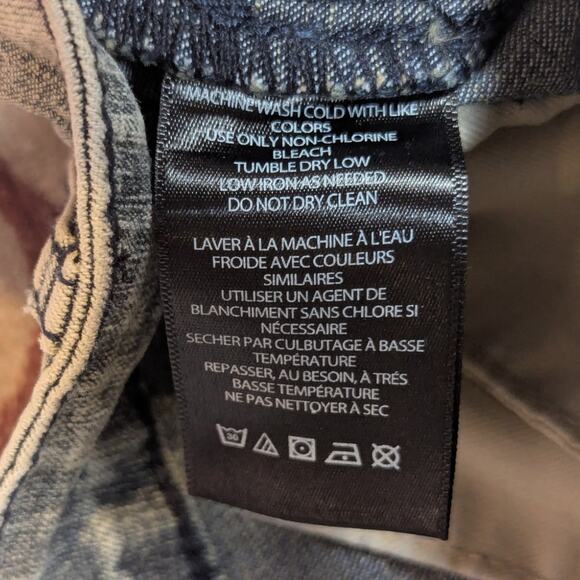 MACHINE WASH COLD WITH LIKE
COLORS
USE ONLY NON-CHLORINE
BLEACH
TUMBLE DRY LOW
LOW IRON AS NEEDED
DO NOT DRY CLEAN
LAVER À LA MACHINE À L'EAU
FROIDE AVEC COULEURS
SIMILAIRES
UTILISER UN AGENT DE
BLANCHIMENT SANS CHLORE SI
NÉCESSAIRE
SECHER PAR CULBUTAGE À BASSE
TEMPÉRATURE
REPASSER, AU BESOIN, À TRÉS
BASSE TEMPÉRATURE
NE PAS NETTOYER À SEC
30